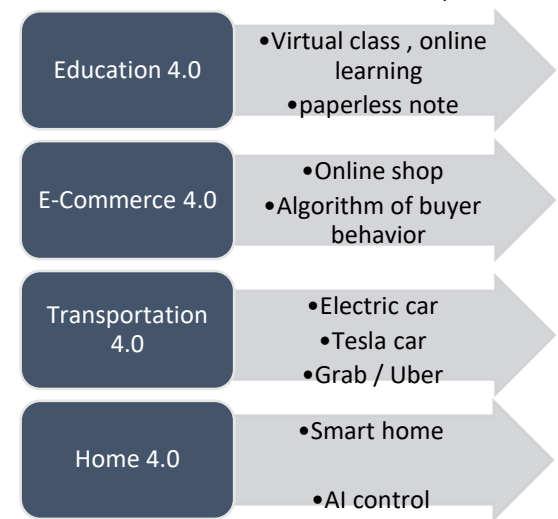 Education 4.0
•Virtual class , online
learning
•paperless note
E-Commerce 4.0
•Online shop
•Algorithm of buyer
behavior
Transportation
4.0
•Electric car
•Tesla car
•Grab / Uber
Home 4.0
•Smart home
•AI control